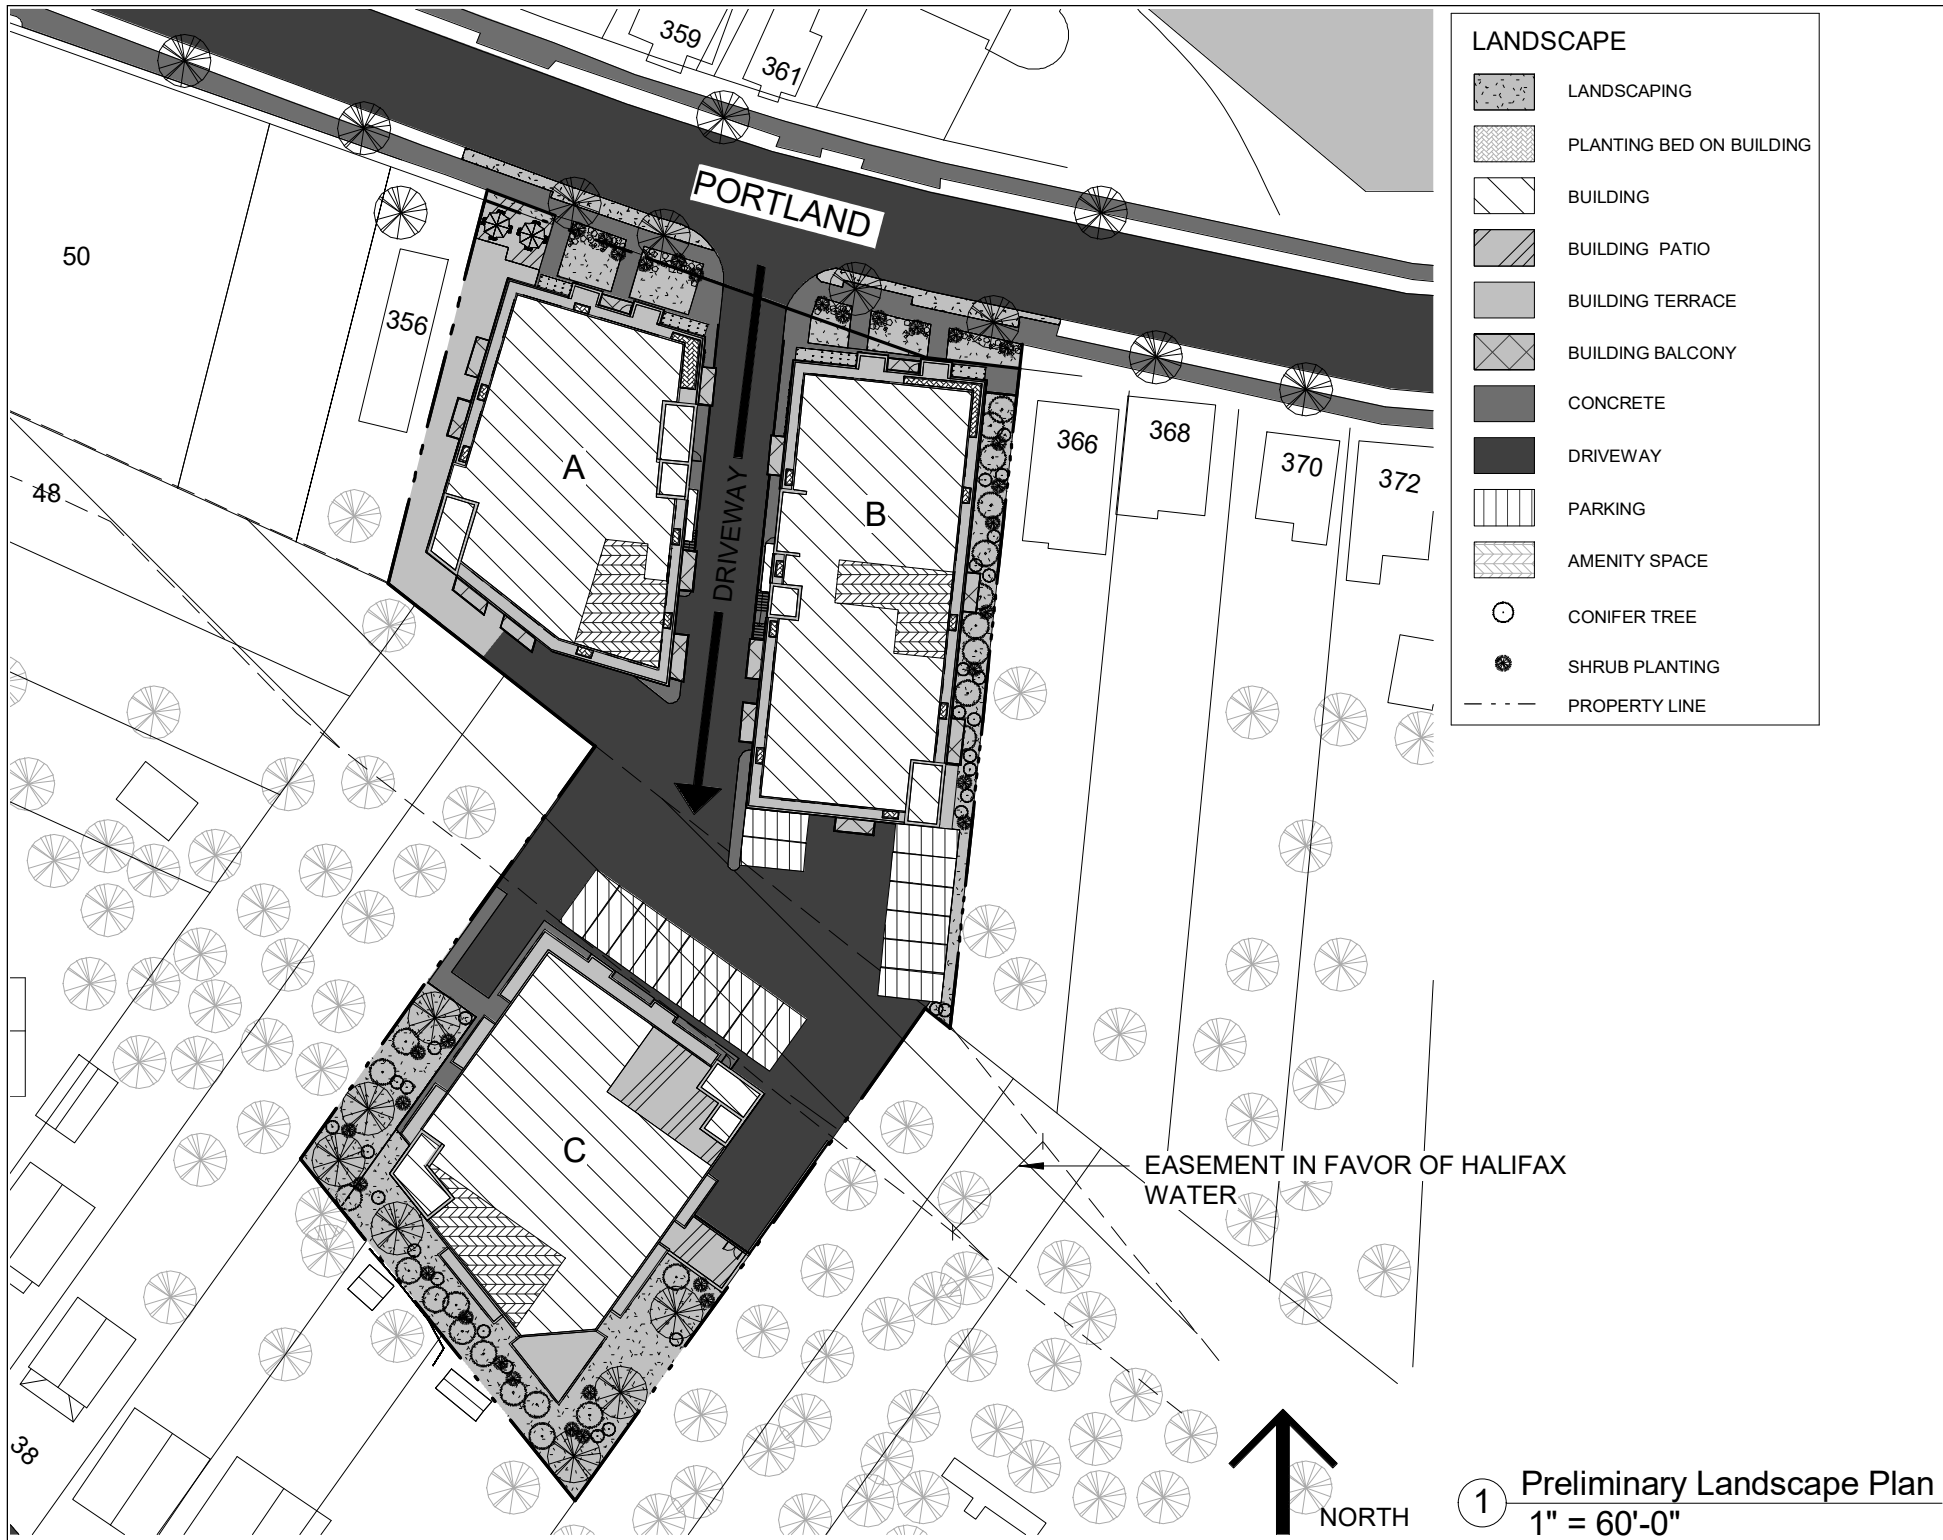 359
361
PORTLAND
50
356
48
A
B
DRIVEWAY
366
368
370
372
C
38
EASEMENT IN FAVOR OF HALIFAX
WATER
NORTH
LANDSCAPE
LANDSCAPING
PLANTING BED ON BUILDING
BUILDING
BUILDING PATIO
BUILDING TERRACE
BUILDING BALCONY
CONCRETE
DRIVEWAY
PARKING
AMENITY SPACE
CONIFER TREE
SHRUB PLANTING
PROPERTY LINE
1
Preliminary Landscape Plan
1" = 60'-0"